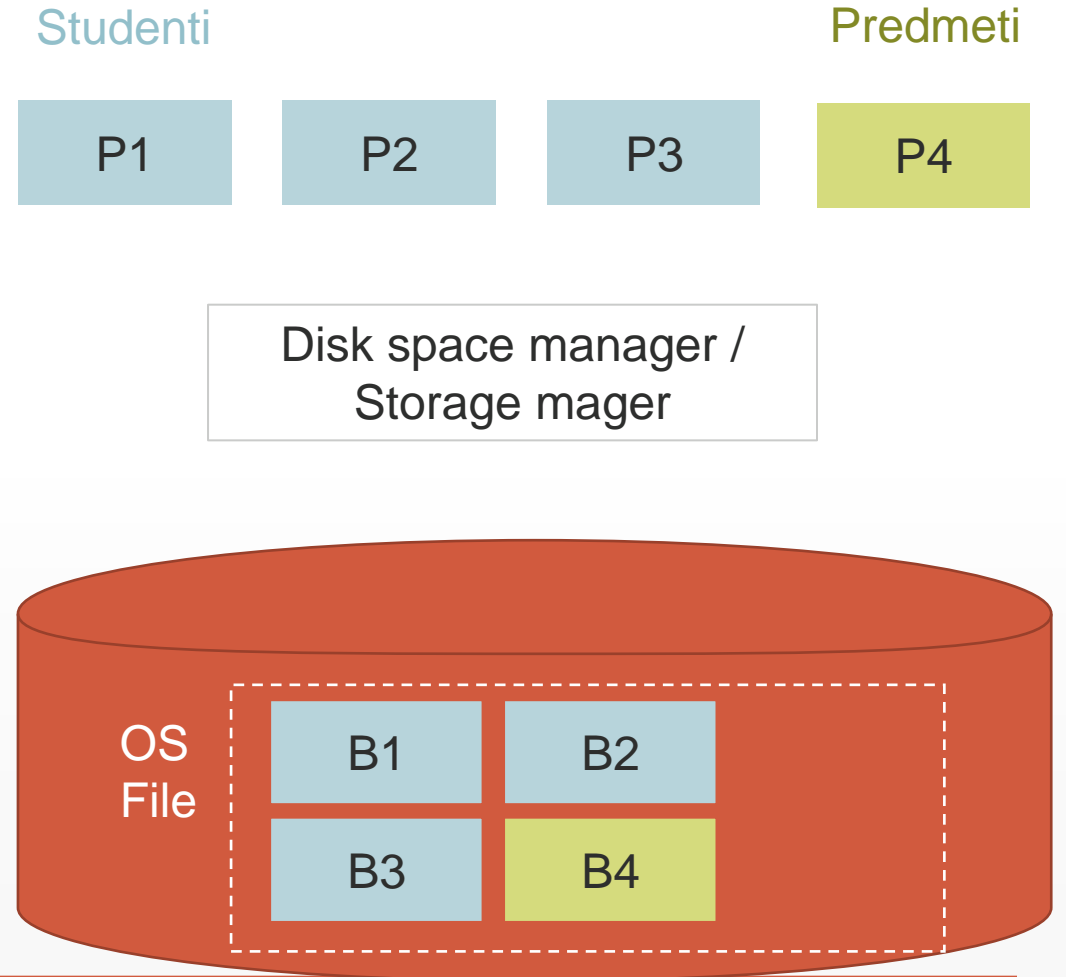 Studenti
Predmeti
P1
P2
P3
P4
Disk space manager /
Storage mager
OS
File
B1
B2
B3
B4